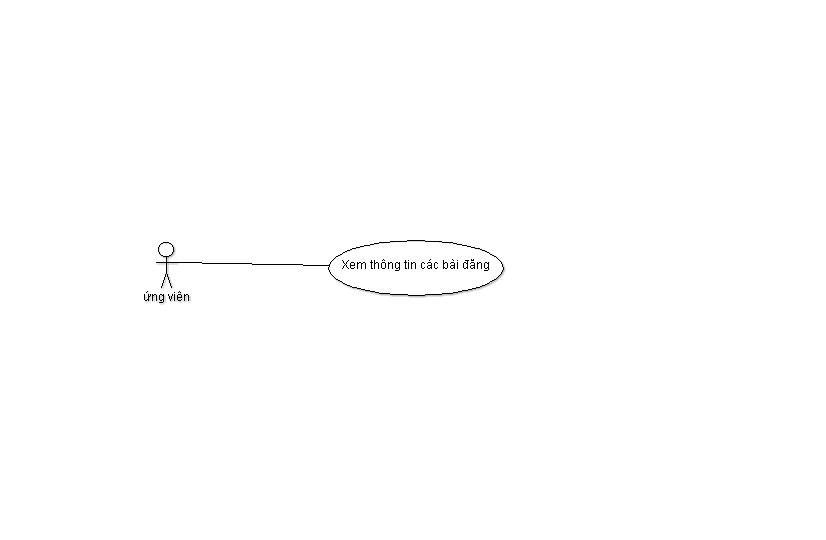 Xem thông tin các bài đăng
ứng viên